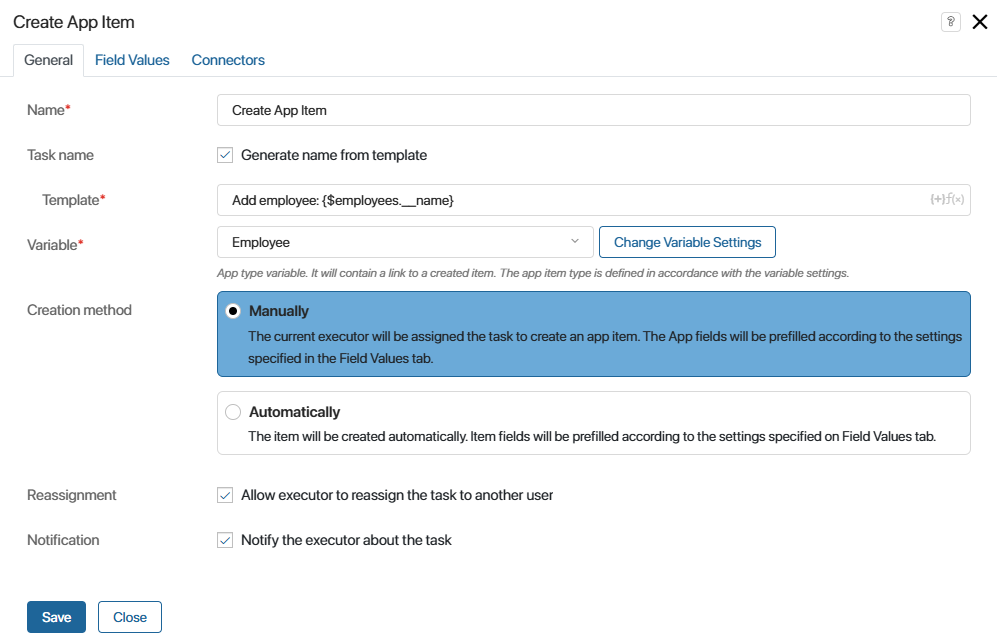 Create App Item
?
General Field Values Connectors
Name*
Create App Item
Task name
Generate name from template
Template*
Add employee: {$employees.__name} {+}f(x)
Variable*
Employee
Change Variable Settings
App type variable. It will contain a link to a created item. The app item type is defined in accordance with the variable settings.
Creation method
Manually
The current executor will be assigned the task to create an app item. The App fields will be prefilled according to the settings
specified in the Field Values tab.
Automatically
The item will be created automatically. Item fields will be prefilled according to the settings specified on Field Values tab.
Reassignment
Allow executor to reassign the task to another user
Notification
Notify the executor about the task
Save Close